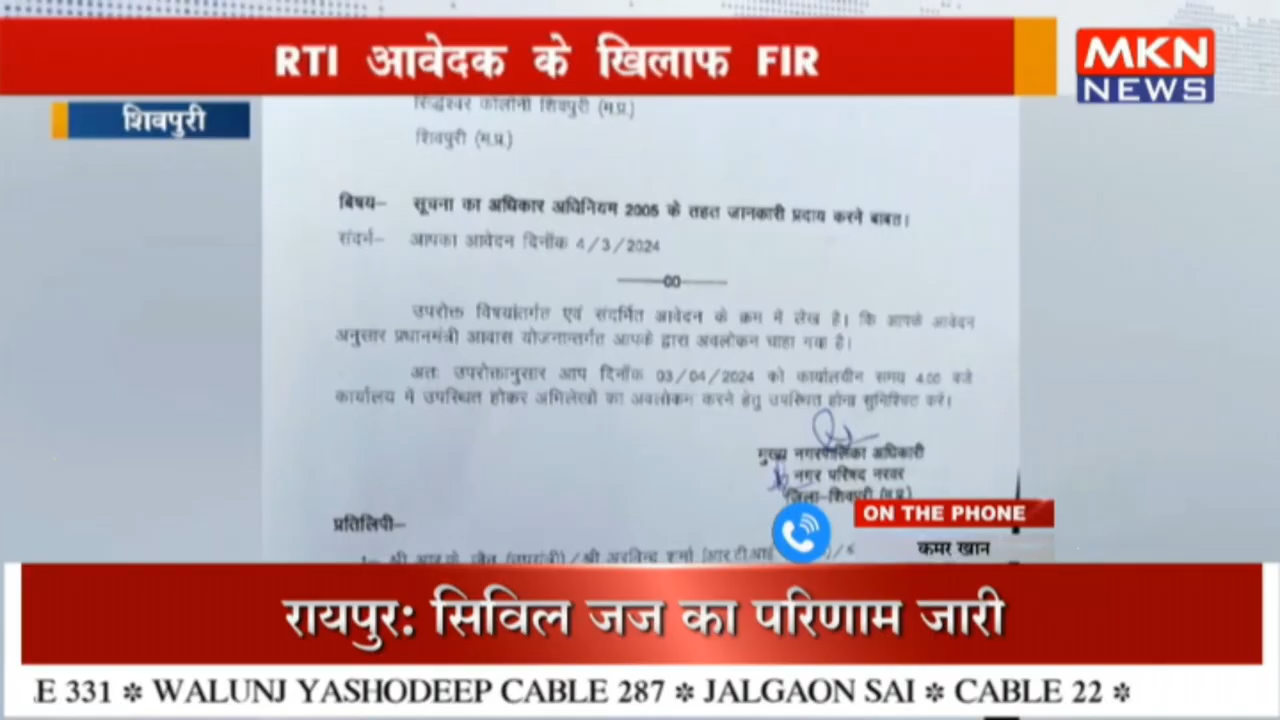 RTI आवेदक के खिलाफ FIR
MKN
NEWS
शिवपुरी
सिद्धेश्वर कॉलोनी शिवपुरी (म.प्र.)
शिवपुरी (म.प्र.)
बिषय– सूचना का अधिकार अधिनियम 2005 के तहत जानकारी प्रदाय करने बाबत।
संदर्भ– आपका आवेदन दिनॉक 4/3/2024
00
उपरोक्त विषयांतर्गत एवं संदर्भित आवेदन के क्रम मे लेख है। कि आपके आवेदन
अनुसार प्रधानमंत्री आवास योजनान्तर्गत आपके द्वारा अवलोकन चाहा गया है।
अतः उपरोक्तानुसार आप दिनॉक 03/04/2024 को कार्यालयीन समय 4.00 बजे
कार्यालय में उपस्थित होकर अभिलेखों का अवलोकन करने हेतु उपस्थित होना सुनिश्चित करें।
मुख्य नगरपालिका अधिकारी
नगर परिषद नरवर
जिला–शिवपुरी (म.प्र.)
प्रतिलिपी–
1– श्री आर.के. जैन / श्री अरविन्द शर्मा
ON THE PHONE
कमर खान
रायपुर: सिविल जज का परिणाम जारी
E 331 ✽ WALUNJ YASHODEEP CABLE 287 ✽ JALGAON SAI ✽ CABLE 22 ✽